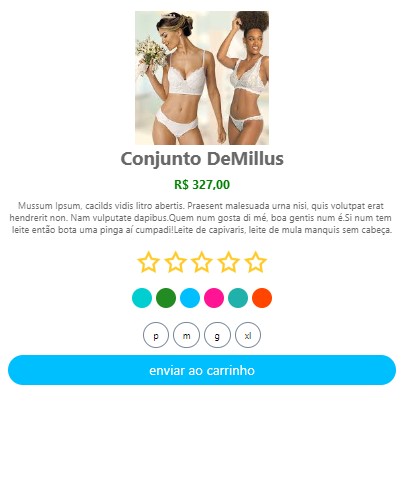 Conjunto DeMillus
R$ 327,00
Mussum Ipsum, cacilds vidis litro abertis. Praesent malesuada urna nisi, quis volutpat erat
hendrerit non. Nam vulputate dapibus.Quem num gosta di mé, boa gentis num é.Si num tem
leite então bota uma pinga aí cumpadi!Leite de capivaris, leite de mula manquis sem cabeça.
p m g xl
enviar ao carrinho